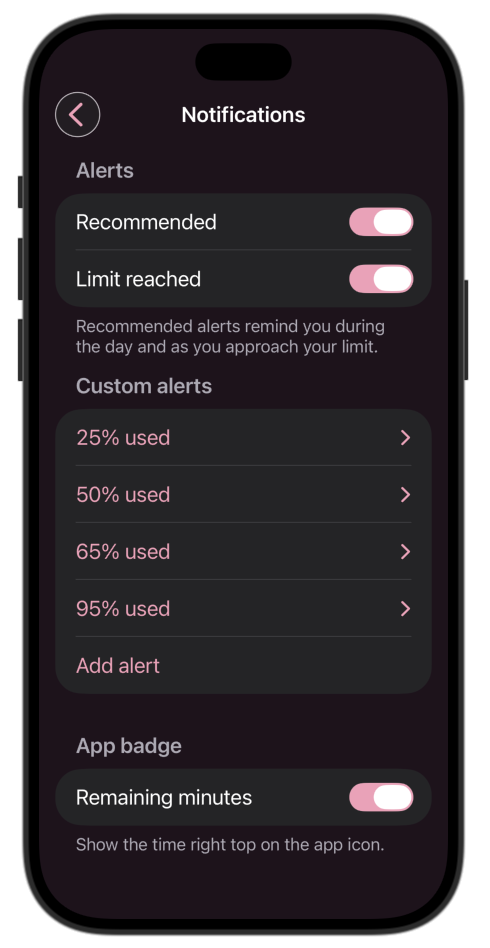 Notifications
Alerts
Recommended
Limit reached
Recommended alerts remind you during
the day and as you approach your limit.
Custom alerts
25% used
50% used
65% used
95% used
Add alert
App badge
Remaining minutes
Show the time right top on the app icon.